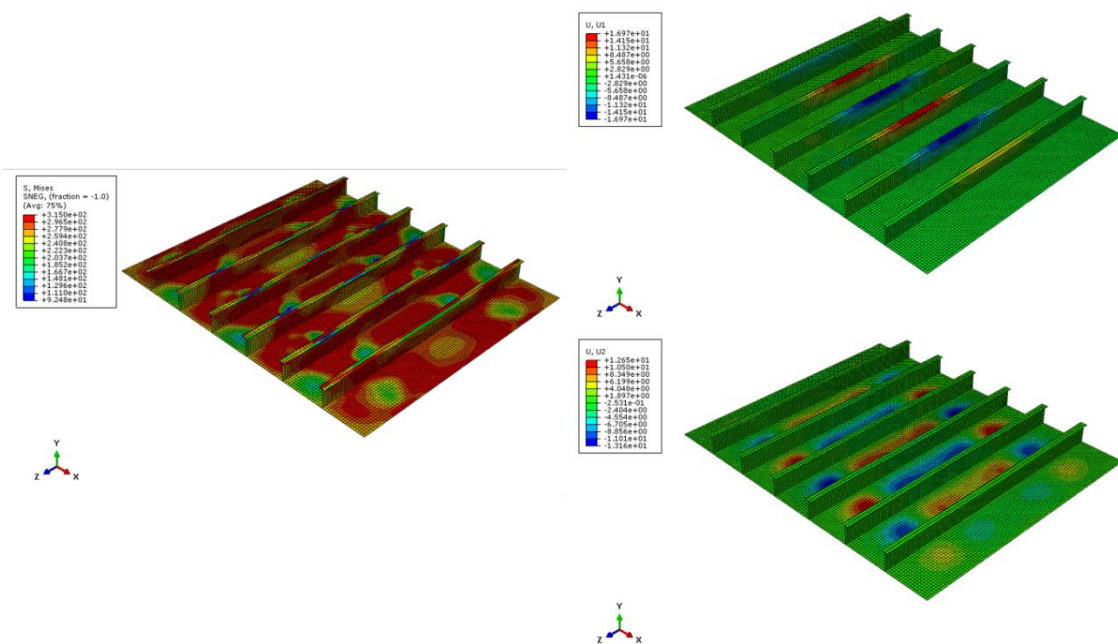 U, U1
+1.697e+01
+1.415e+01
+1.132e+01
+8.487e+00
+5.658e+00
+2.829e+00
+1.431e-06
-2.829e+00
-5.658e+00
-8.487e+00
-1.132e+01
-1.415e+01
-1.697e+01
Y
Z
X
S, Mises
SNEG, (fraction = -1.0)
(Avg: 75%)
+3.150e+02
+2.965e+02
+2.779e+02
+2.594e+02
+2.408e+02
+2.223e+02
+2.037e+02
+1.852e+02
+1.667e+02
+1.481e+02
+1.296e+02
+1.110e+02
+9.248e+01
Y
Z
X
U, U2
+1.265e+01
+1.050e+01
+8.349e+00
+6.199e+00
+4.048e+00
+1.897e+00
-2.531e-01
-2.404e+00
-4.554e+00
-6.705e+00
-8.856e+00
-1.101e+01
-1.316e+01
Y
Z
X